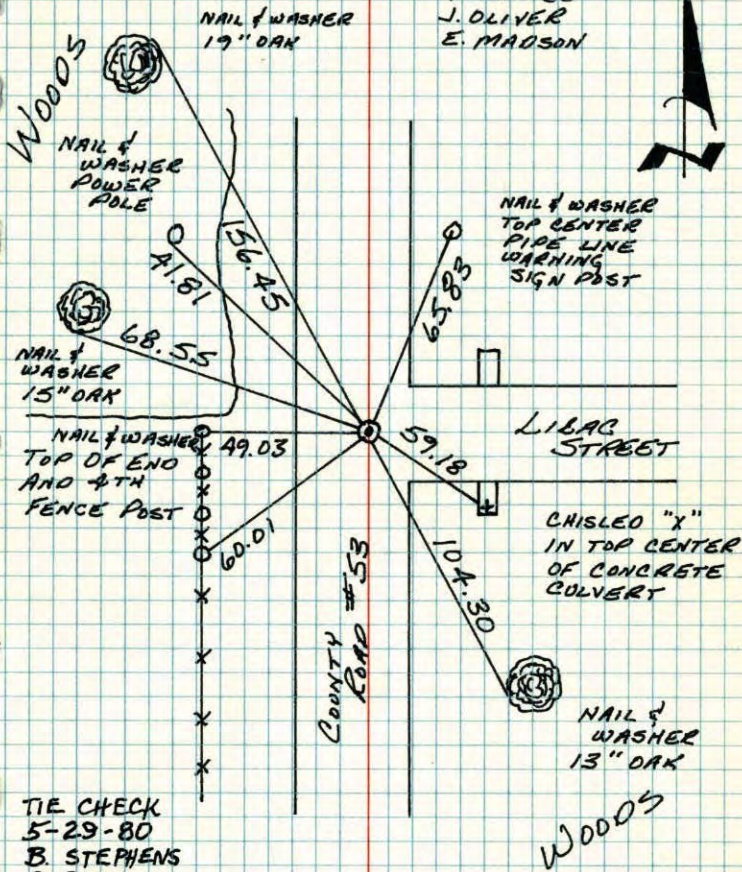 NAIL & WASHER
19" OAK
J. OLIVER
E. MADSON
WOODS
NAIL &
WASHER
POWER
POLE
156.45
41.81
NAIL & WASHER
TOP CENTER
PIPE LINE
WARNING
SIGN POST
65.83
68.55
NAIL &
WASHER
15" OAK
NAIL & WASHER
TOP OF END
AND 4TH
FENCE POST
49.03
59.18
LILAC
STREET
60.01
CHISLED "X"
IN TOP CENTER
OF CONCRETE
CULVERT
104.30
COUNTY
ROAD #53
NAIL &
WASHER
13" OAK
TIE CHECK
5-29-80
B. STEPHENS
WOODS